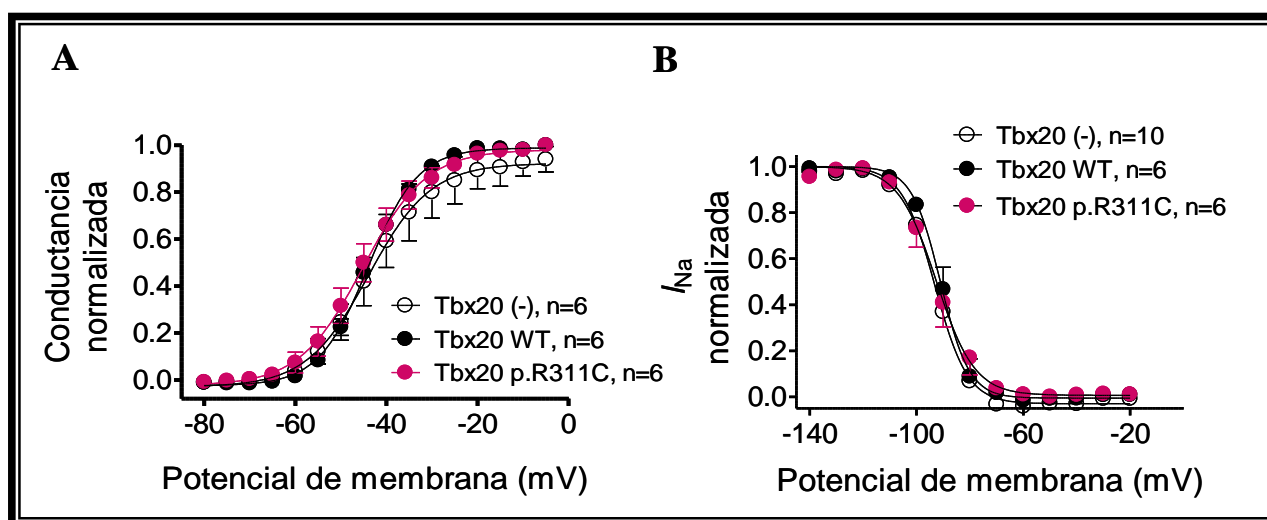 A
Conductancia
normalizada
1.0
0.8
0.6
0.4
0.2
0.0
Tbx20 (-), n=6
Tbx20 WT, n=6
Tbx20 p.R311C, n=6
-80
-60
-40
-20
0
Potencial de membrana (mV)
B
INa
normalizada
1.0
0.8
0.6
0.4
0.2
0.0
Tbx20 (-), n=10
Tbx20 WT, n=6
Tbx20 p.R311C, n=6
-140
-100
-60
-20
Potencial de membrana (mV)